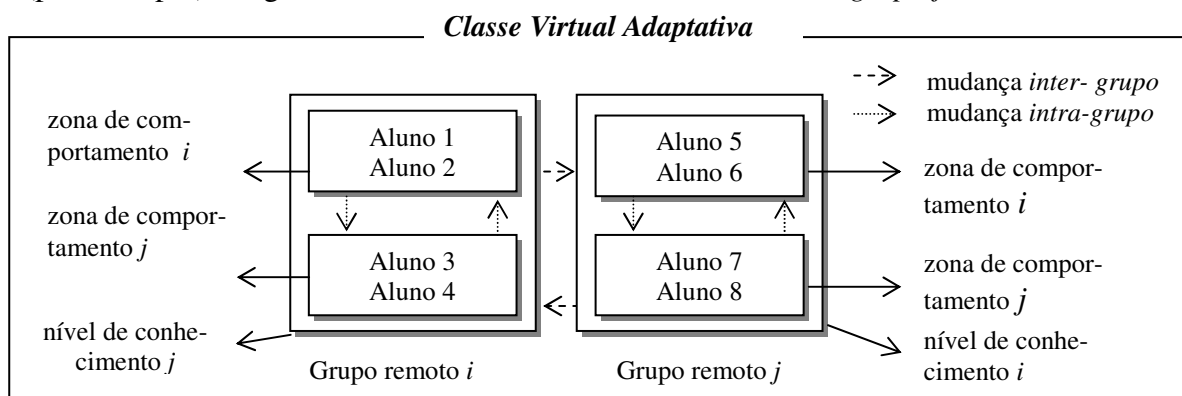 Classe Virtual Adaptativa
mudança inter- grupo
mudança intra-grupo
zona de com-
portamento i
zona de compor-
tamento j
nível de conhe-
cimento j
Aluno 1
Aluno 2
Aluno 3
Aluno 4
Grupo remoto i
Aluno 5
Aluno 6
Aluno 7
Aluno 8
Grupo remoto j
zona de compor-
tamento i
zona de compor-
tamento j
nível de conhe-
cimento i